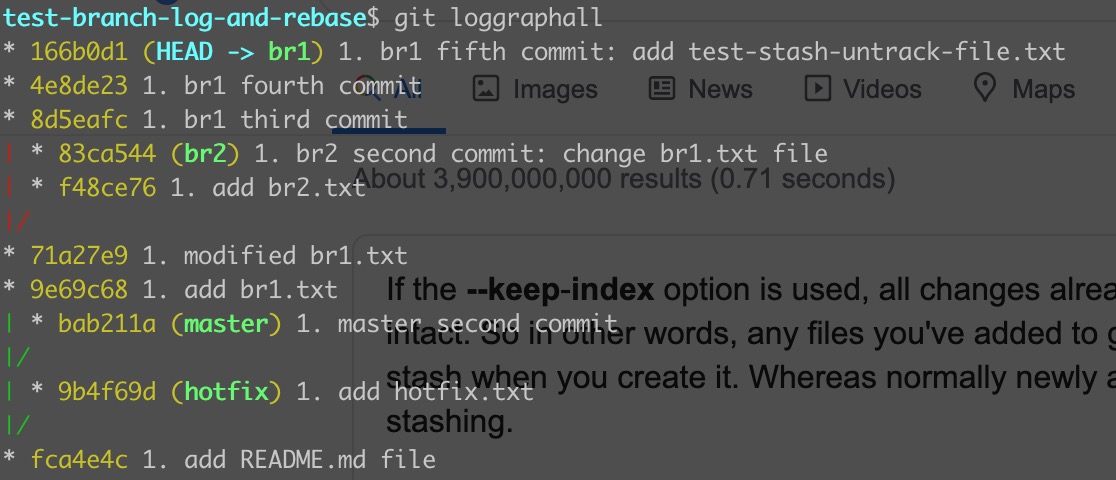 test-branch-log-and-rebase$ git loggraphall
* 166b0d1 (HEAD -> br1) 1. br1 fifth commit: add test-stash-untrack-file.txt
* 4e8de23 1. br1 fourth commit
All Images News Videos Maps
* 8d5eafc 1. br1 third commit
| * 83ca544 (br2) 1. br2 second commit: change br1.txt file
About 3,900,000,000 results (0.71 seconds)
| * f48ce76 1. add br2.txt
|/
* 71a27e9 1. modified br1.txt
* 9e69c68 1. add br1.txt
If the --keep-index option is used, all changes alrea
| * bab211a (master) 1. master second commit
intact. So in other words, any files you've added to g
|/
stash when you create it. Whereas normally newly a
| * 9b4f69d (hotfix) 1. add hotfix.txt
stashing.
|/
* fca4e4c 1. add README.md file